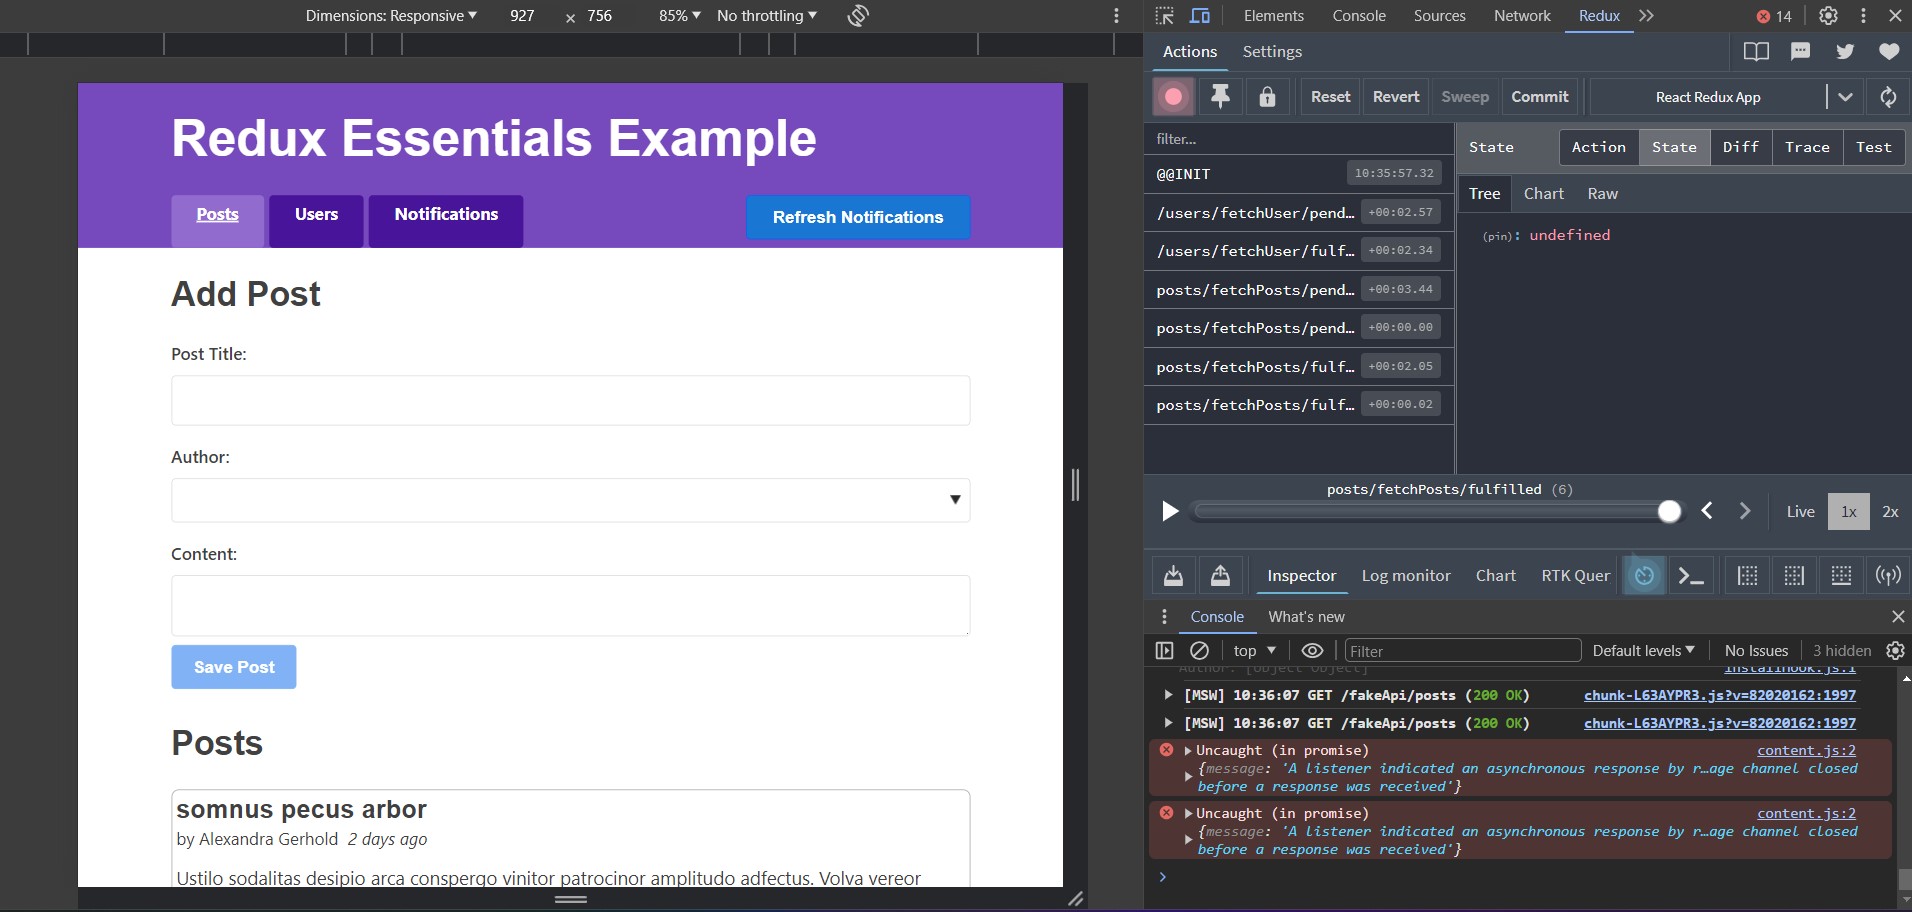 Dimensions: Responsive ▼ 927 × 756 85% ▼ No throttling ▼
Redux Essentials Example
Posts Users Notifications Refresh Notifications
Add Post
Post Title:
Author:
Content:
Save Post
Posts
somnus pecus arbor
by Alexandra Gerhold 2 days ago
Ustilo sodalitas desipio arca conspergo vinitor patrocinor amplitudo adfectus. Volva vereor
Elements Console Sources Network Redux 14
Actions Settings
Reset Revert Sweep Commit React Redux App
filter...
@@INIT 10:35:57.32
/users/fetchUser/pend… +00:02.57
/users/fetchUser/fulf… +00:02.34
posts/fetchPosts/pend… +00:03.44
posts/fetchPosts/pend… +00:00.00
posts/fetchPosts/fulf… +00:02.05
posts/fetchPosts/fulf… +00:00.02
State Action State Diff Trace Test
Tree Chart Raw
(pin): undefined
posts/fetchPosts/fulfilled (6)
Live 1x 2x
Inspector Log monitor Chart RTK Quer
Console What's new
top ▼ Filter Default levels ▼ No Issues 3 hidden
Author: [object Object] installHook.js:1
[MSW] 10:36:07 GET /fakeApi/posts (200 OK) chunk-L63AYPR3.js?v=82020162:1997
[MSW] 10:36:07 GET /fakeApi/posts (200 OK) chunk-L63AYPR3.js?v=82020162:1997
Uncaught (in promise) content.js:2
{message: 'A listener indicated an asynchronous response by r…age channel closed
before a response was received'}
Uncaught (in promise) content.js:2
{message: 'A listener indicated an asynchronous response by r…age channel closed
before a response was received'}